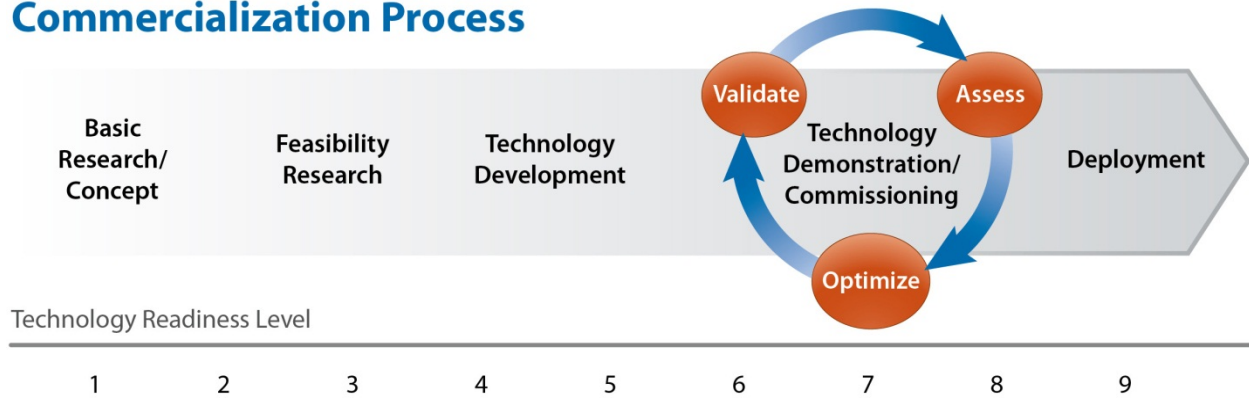 Commercialization Process
Basic
Research/
Concept
Feasibility
Research
Technology
Development
Validate
Assess
Technology
Demonstration/
Commissioning
Optimize
Deployment
Technology Readiness Level
1 2 3 4 5 6 7 8 9